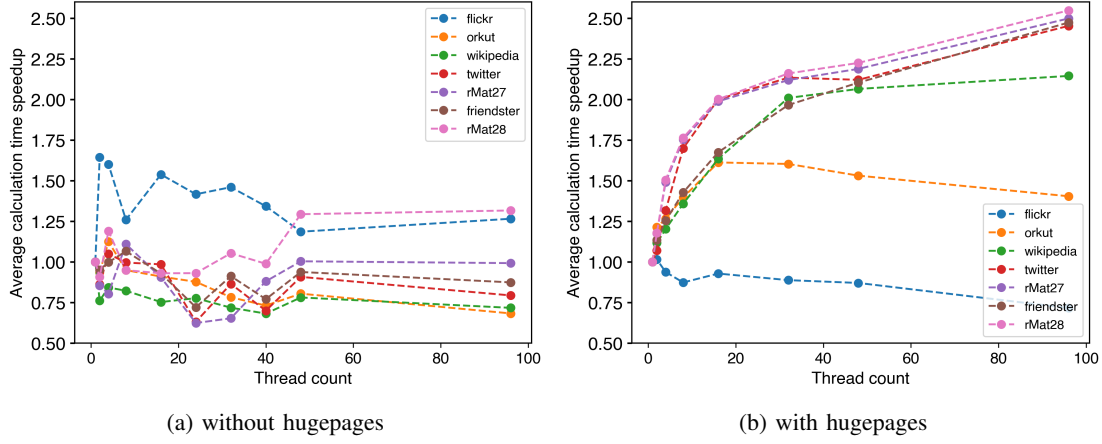 2.50
2.25
2.00
1.75
1.50
1.25
1.00
0.75
0.50
Average calculation time speedup
0 20 40 60 80 100
Thread count
flickr
orkut
wikipedia
twitter
rMat27
friendster
rMat28
(a) without hugepages
2.50
2.25
2.00
1.75
1.50
1.25
1.00
0.75
0.50
Average calculation time speedup
0 20 40 60 80 100
Thread count
flickr
orkut
wikipedia
twitter
rMat27
friendster
rMat28
(b) with hugepages